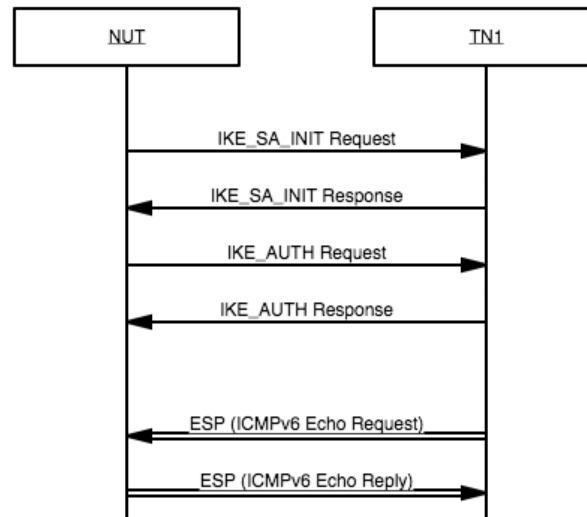 NUT
TN1
IKE_SA_INIT Request
IKE_SA_INIT Response
IKE_AUTH Request
IKE_AUTH Response
ESP (ICMPv6 Echo Request)
ESP (ICMPv6 Echo Reply)